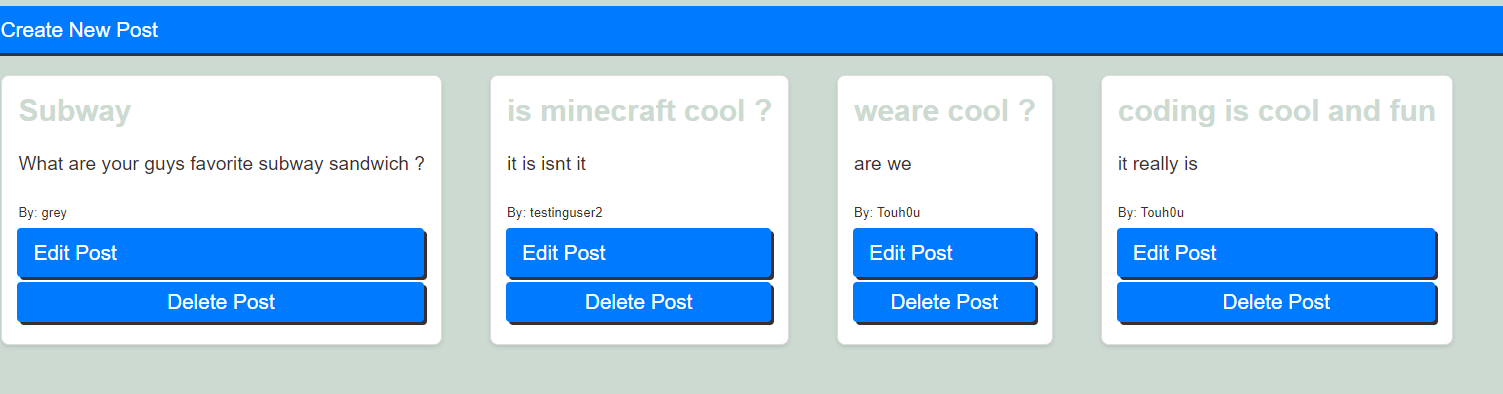 Create New Post
Subway
What are your guys favorite subway sandwich ?
By: grey
Edit Post
Delete Post
is minecraft cool ?
it is isnt it
By: testinguser2
Edit Post
Delete Post
weare cool ?
are we
By: Touh0u
Edit Post
Delete Post
coding is cool and fun
it really is
By: Touh0u
Edit Post
Delete Post